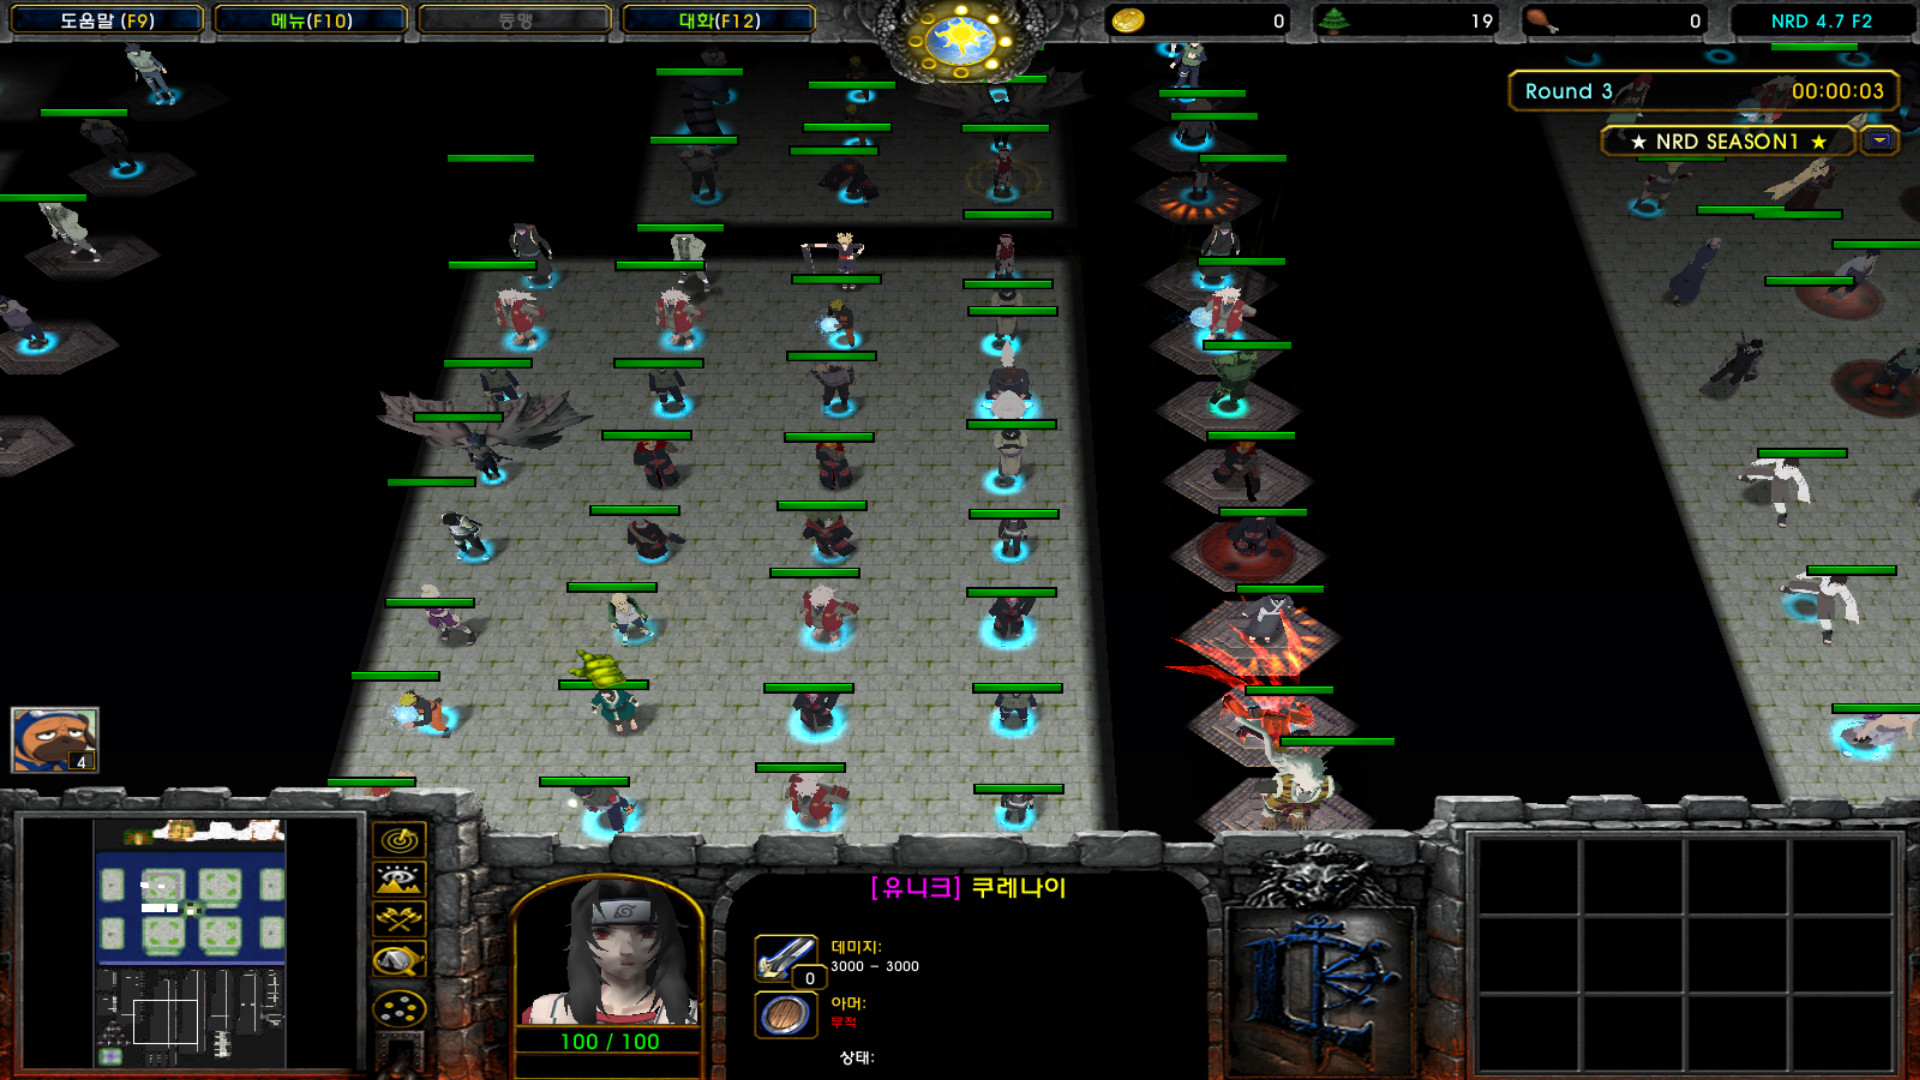 도움말 (F9) 메뉴(F10) 동맹 대화(F12) 0 19 0 NRD 4.7 F2
Round 3 00:00:03
★ NRD SEASON1 ★
4
[유니크] 쿠레나이
데미지:
3000 - 3000
0
아머:
무적
100 / 100
상태: